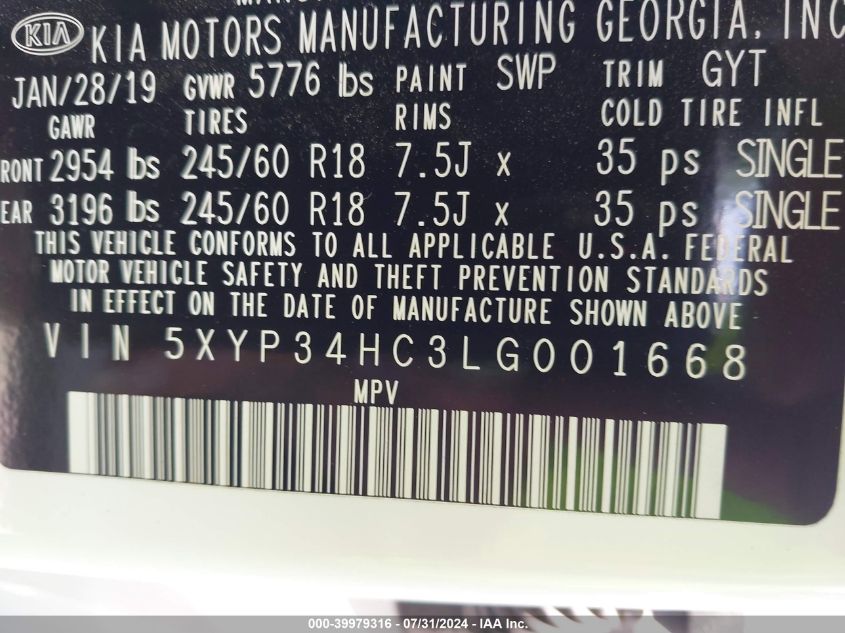 KIA KIA MOTORS MANUFACTURING GEORGIA, INC
JAN/28/19 GVWR 5776 lbs PAINT SWP TRIM GYT
GAWR TIRES RIMS COLD TIRE INFL
RONT 2954 lbs 245/60 R18 7.5J x 35 ps SINGLE
EAR 3196 lbs 245/60 R18 7.5J x 35 ps SINGLE
THIS VEHICLE CONFORMS TO ALL APPLICABLE U.S.A. FEDERAL
MOTOR VEHICLE SAFETY AND THEFT PREVENTION STANDARDS
IN EFFECT ON THE DATE OF MANUFACTURE SHOWN ABOVE
VIN 5XYP34HC3LG001668
MPV
000-39979316 / 07/31/2024 - IAA Inc.